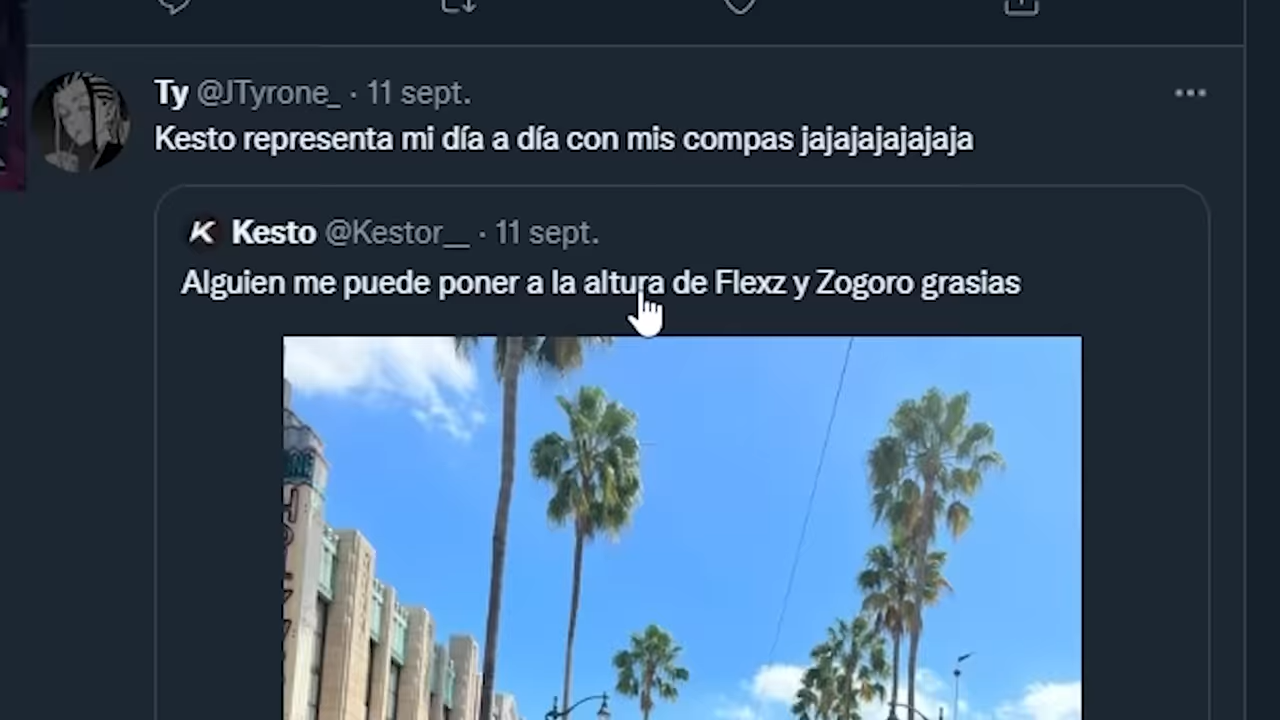 Ty @JTyrone_ · 11 sept.
Kesto representa mi día a día con mis compas jajajajajajaja
Kesto @Kestor__ · 11 sept.
Alguien me puede poner a la altura de Flexz y Zogoro grasias